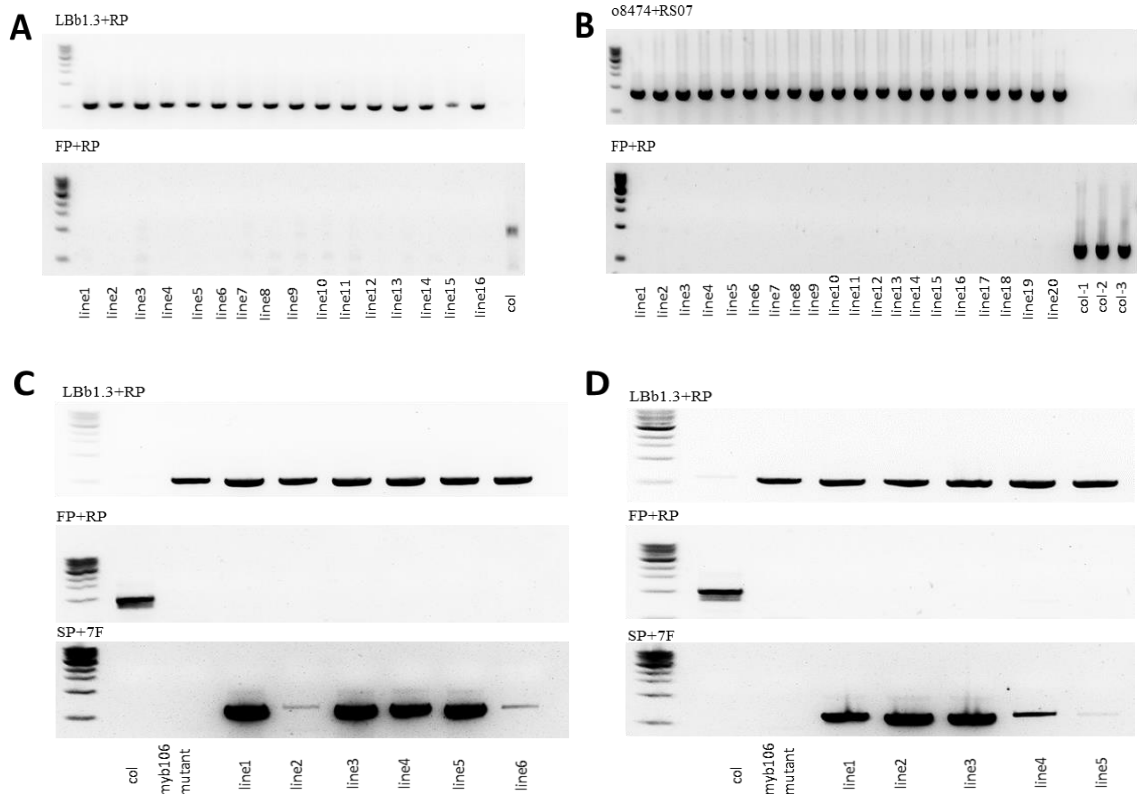 A
LBb1.3+RP
FP+RP
line1
line2
line3
line4
line5
line6
line7
line8
line9
line10
line11
line12
line13
line14
line15
line16
col
B
o8474+RS07
FP+RP
line1
line2
line3
line4
line5
line6
line7
line8
line9
line10
line11
line12
line13
line14
line15
line16
line17
line18
line19
line20
col-1
col-2
col-3
C
LBb1.3+RP
FP+RP
SP+7F
col
myb106
mutant
line1
line2
line3
line4
line5
line6
D
LBb1.3+RP
FP+RP
SP+7F
col
myb106
mutant
line1
line2
line3
line4
line5